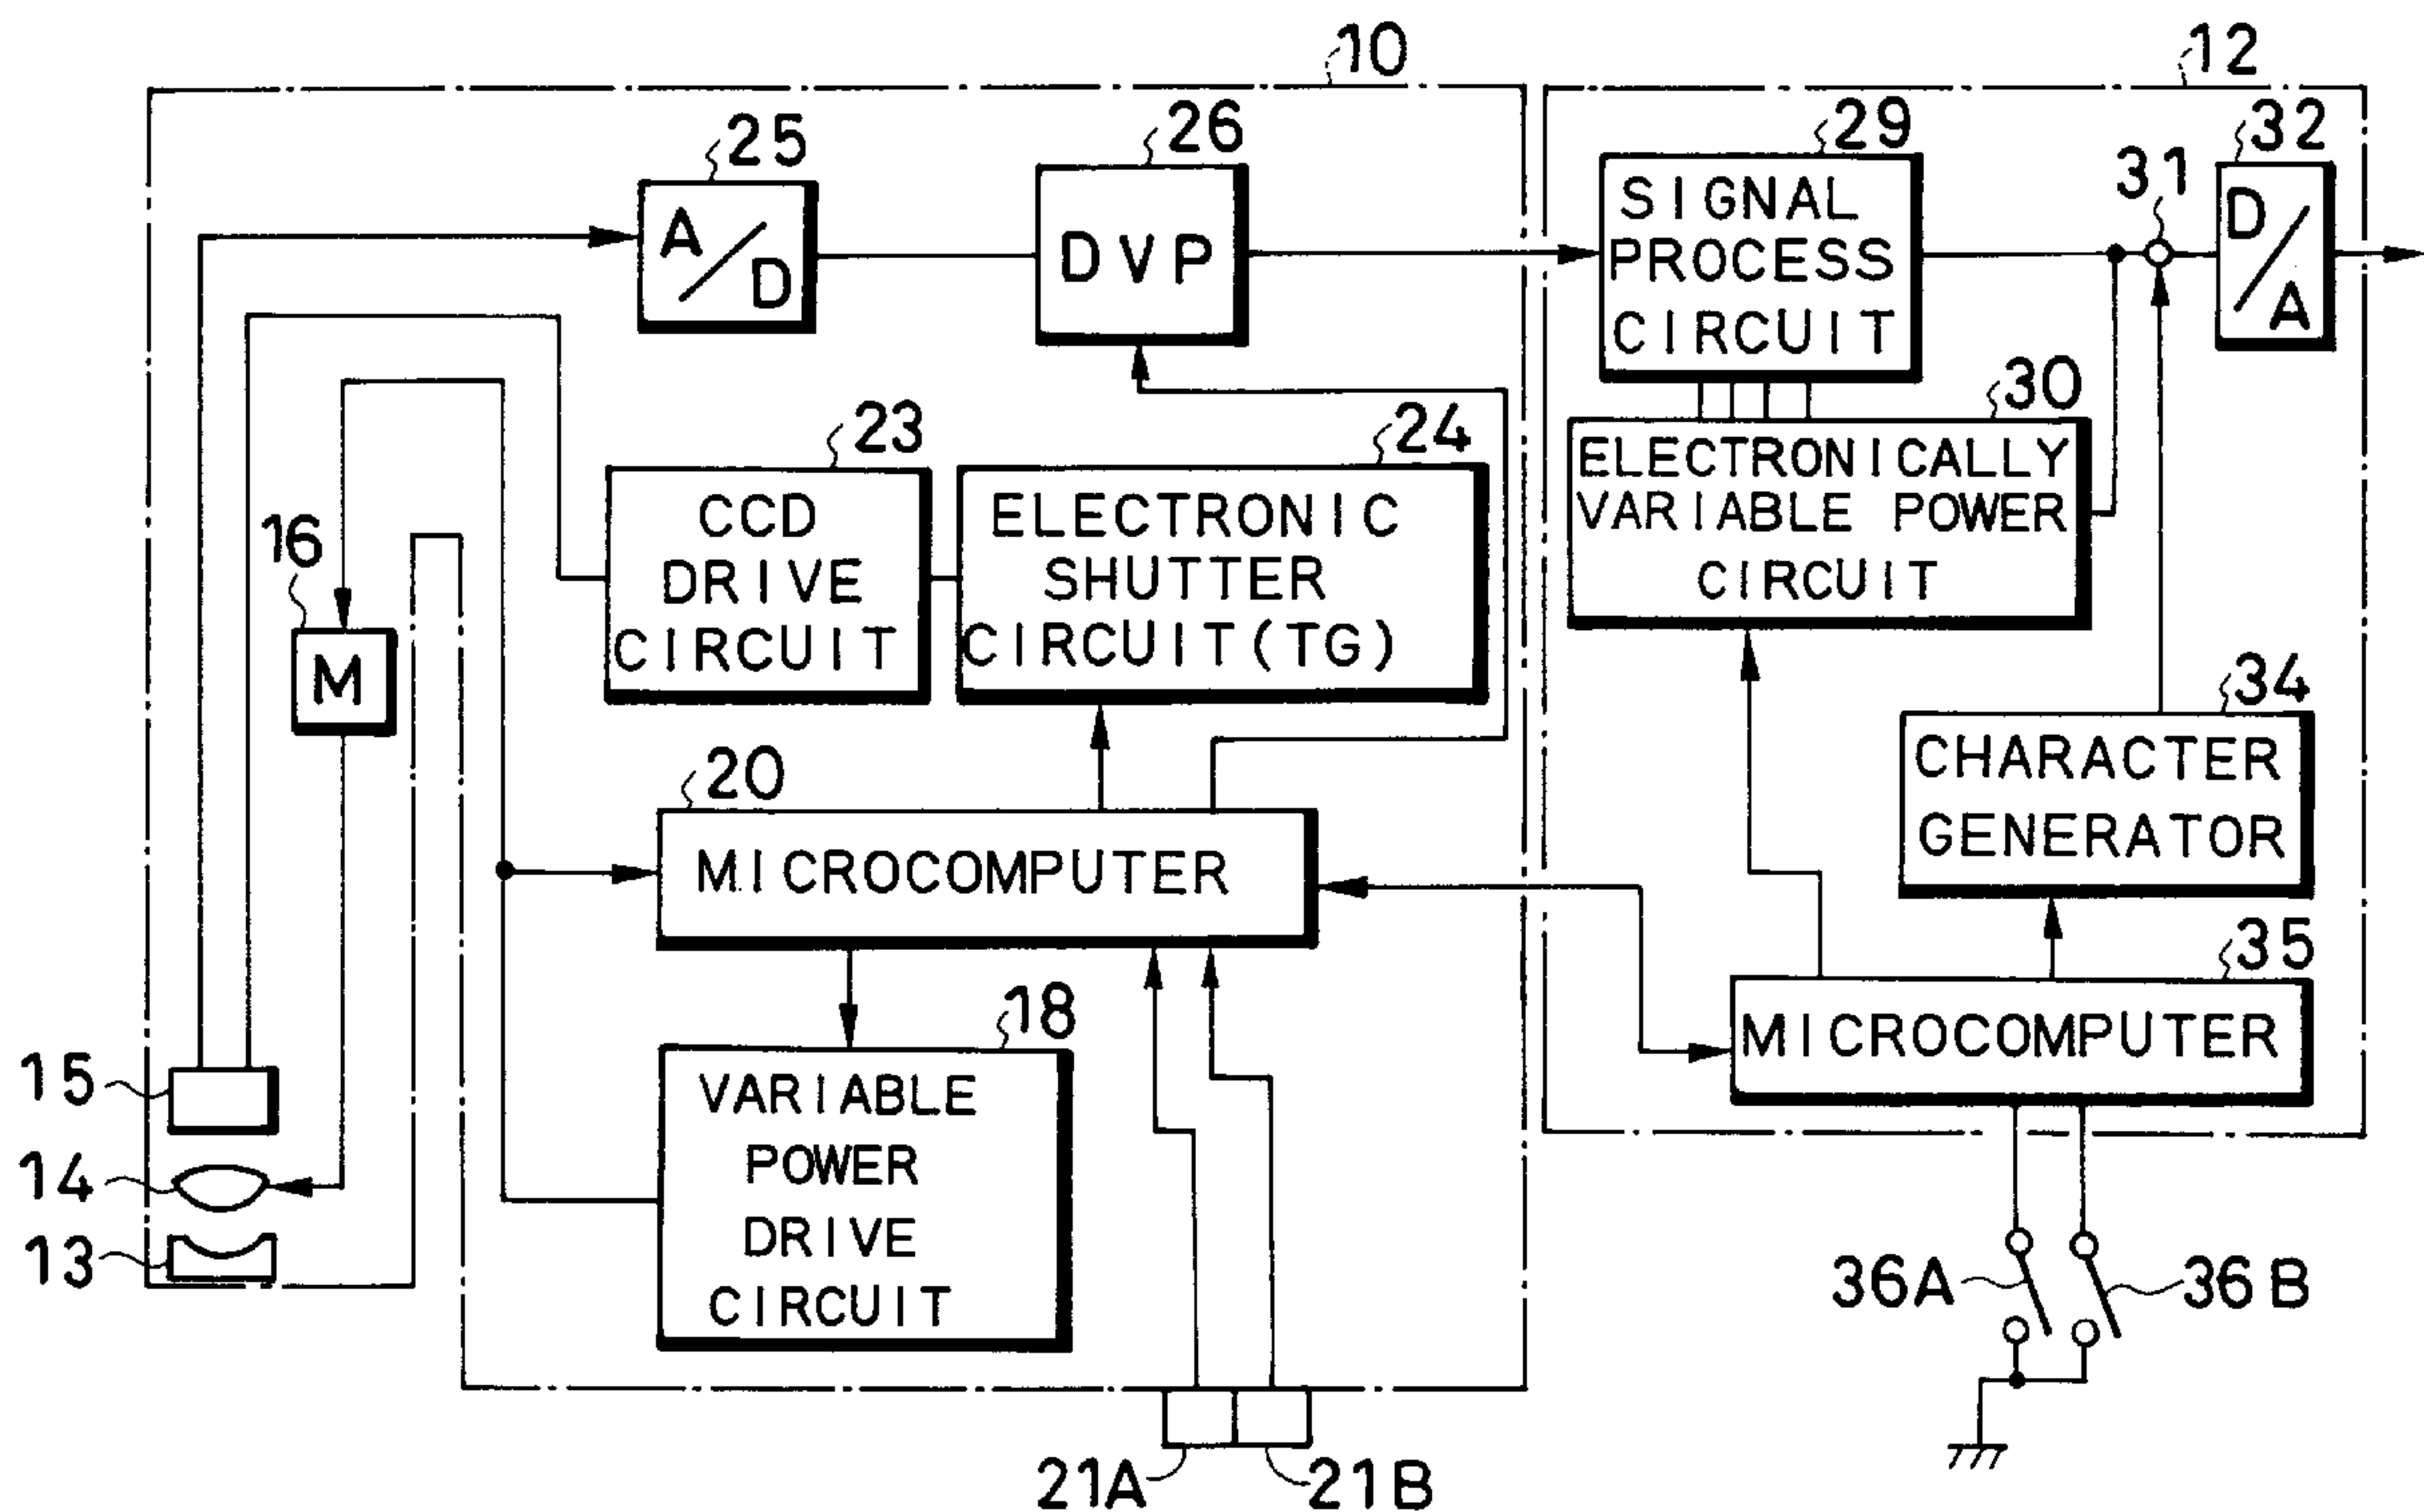 10
12
25
26
29
32
31
A/D
DVP
SIGNAL
PROCESS
CIRCUIT
D/A
23
24
30
CCD
DRIVE
CIRCUIT
ELECTRONIC
SHUTTER
CIRCUIT(TG)
ELECTRONICALLY
VARIABLE POWER
CIRCUIT
16
M
34
CHARACTER
GENERATOR
20
MICROCOMPUTER
35
MICROCOMPUTER
18
VARIABLE
POWER
DRIVE
CIRCUIT
15
14
13
36A
36B
21A
21B